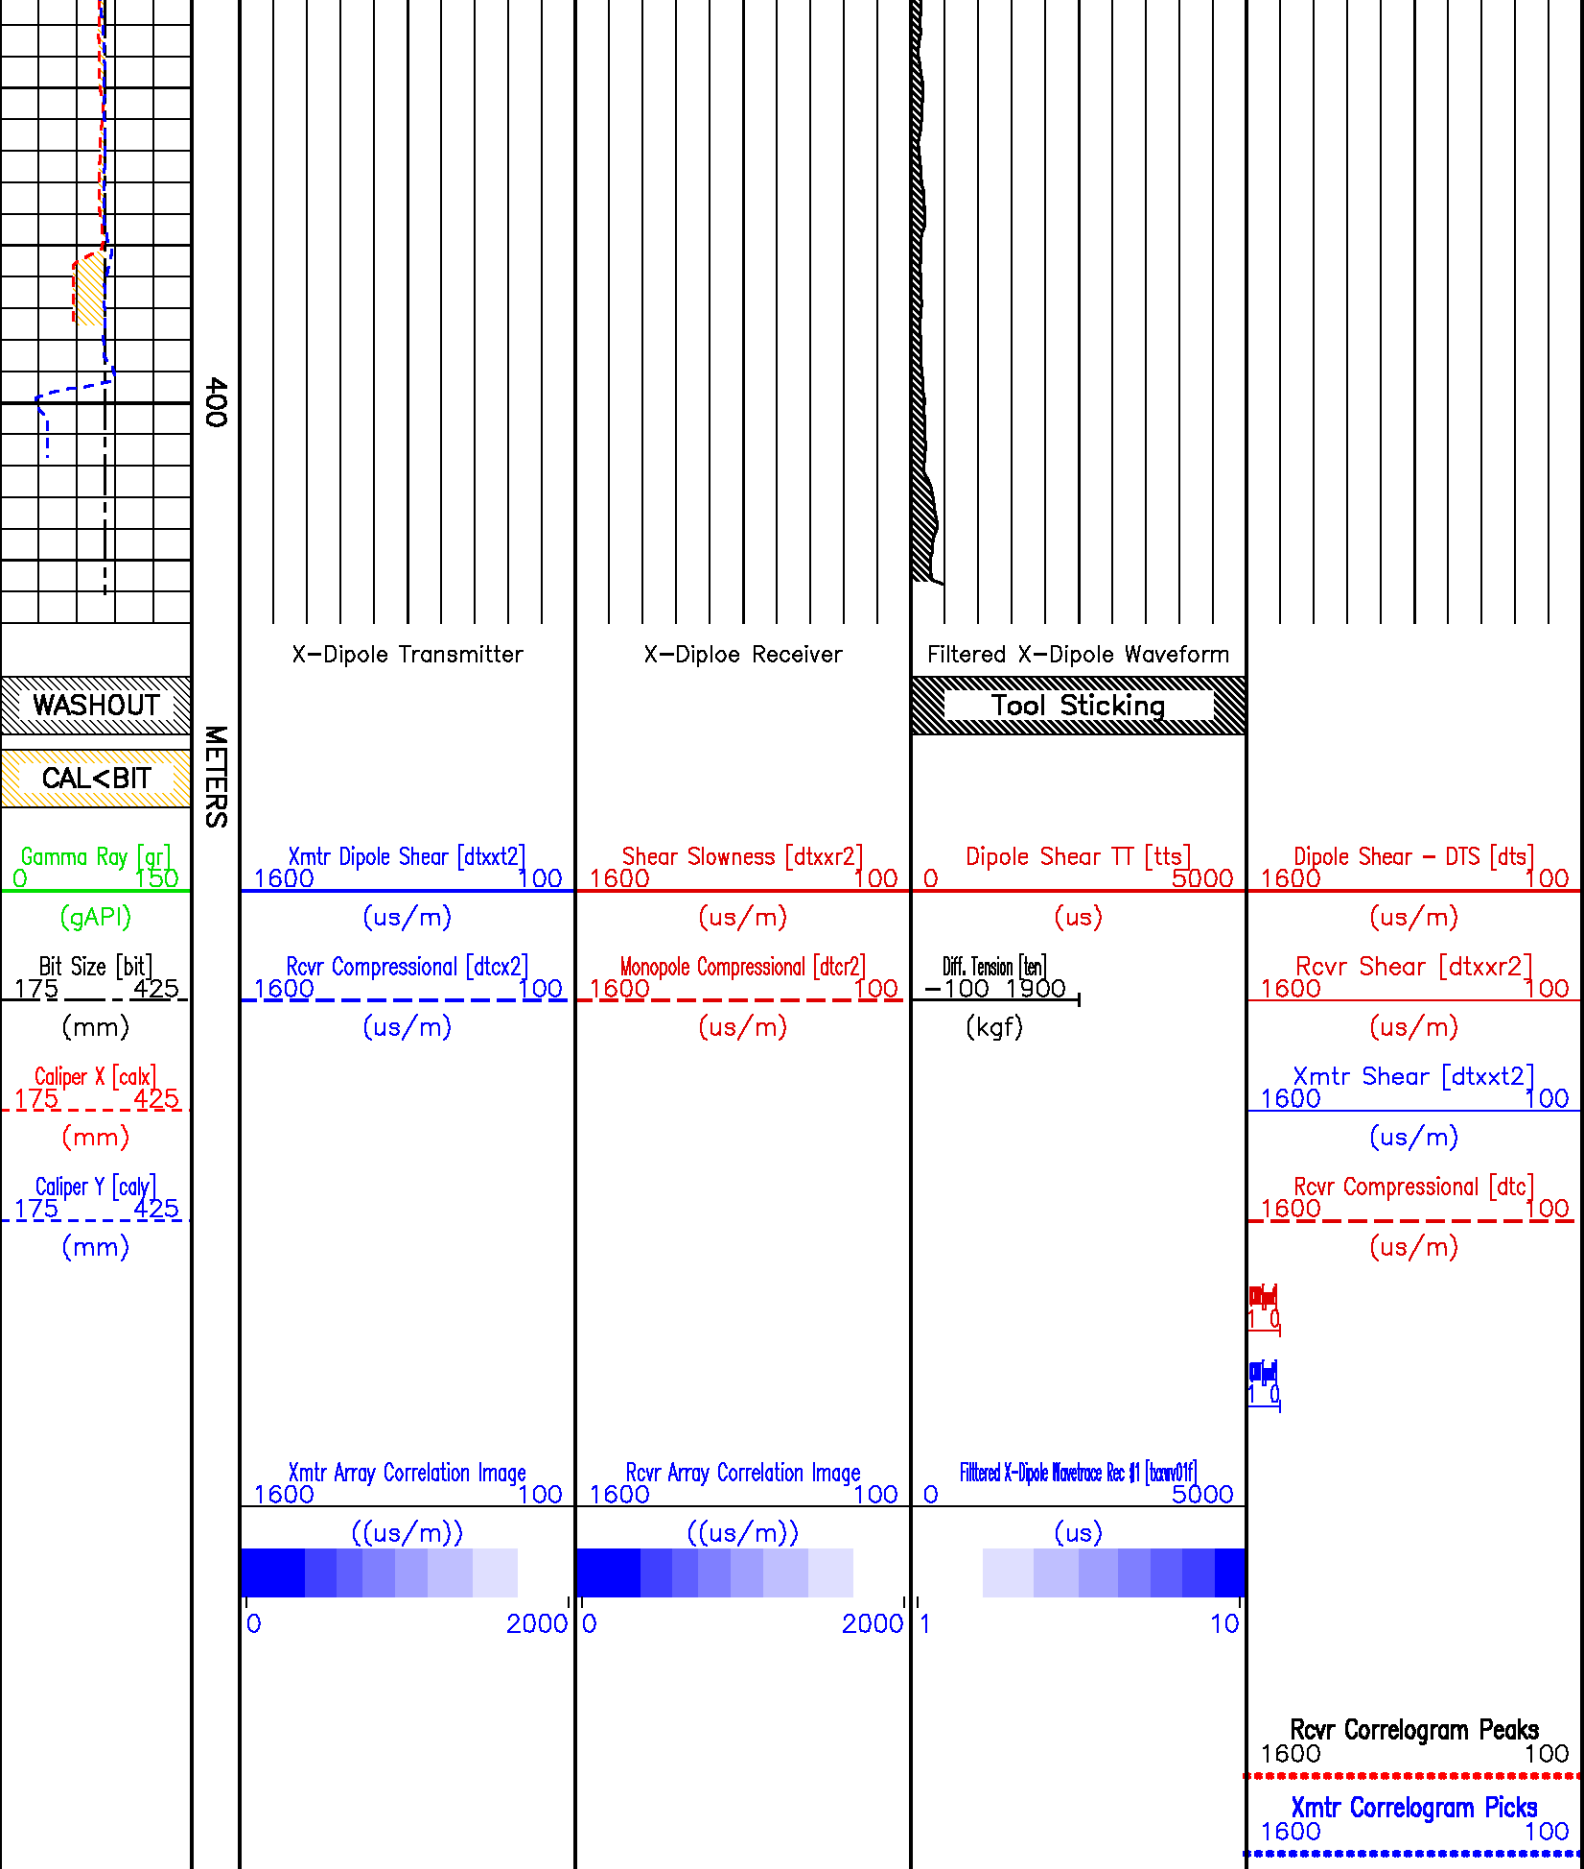 400
METERS
WASHOUT
CAL<BIT
Gamma Ray [gr]
0 150
(gAPI)
Bit Size [bit]
175 425
(mm)
Caliper X [calx]
175 425
(mm)
Caliper Y [caly]
175 425
(mm)
X-Dipole Transmitter
Xmtr Dipole Shear [dtxxt2]
1600 100
(us/m)
Rcvr Compressional [dtcx2]
1600 100
(us/m)
Xmtr Array Correlation Image
1600 100
((us/m))
0 2000
X-Diploe Receiver
Shear Slowness [dtxxr2]
1600 100
(us/m)
Monopole Compressional [dtcr2]
1600 100
(us/m)
Rcvr Array Correlation Image
1600 100
((us/m))
0 2000
Filtered X-Dipole Waveform
Tool Sticking
Dipole Shear TT [tts]
0 5000
(us)
Diff. Tension [ten]
-100 1900
(kgf)
Filttered X-Dipole Wavetrace Rec #1
0 5000
(us)
1 10
Dipole Shear - DTS [dts]
1600 100
(us/m)
Rcvr Shear [dtxxr2]
1600 100
(us/m)
Xmtr Shear [dtxxt2]
1600 100
(us/m)
Rcvr Compressional [dtc]
1600 100
(us/m)
1 0
1 0
Rcvr Correlogram Peaks
1600 100
Xmtr Correlogram Picks
1600 100